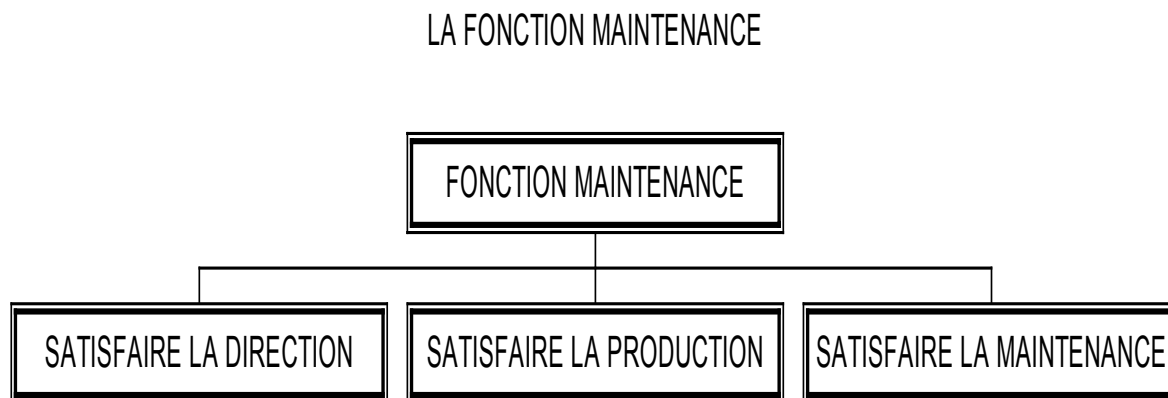 LA FONCTION MAINTENANCE
FONCTION MAINTENANCE
SATISFAIRE LA DIRECTION
SATISFAIRE LA PRODUCTION
SATISFAIRE LA MAINTENANCE